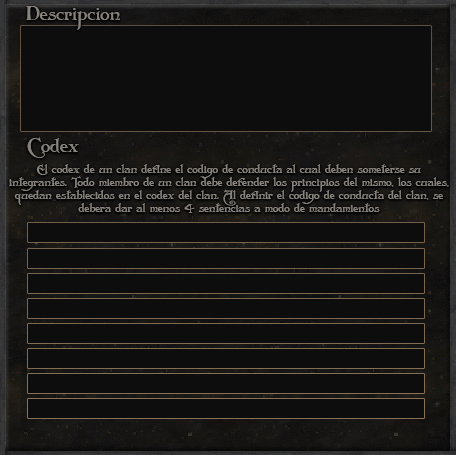 Descripcion
Codex
El codex de un clan define el codigo de conducta al cual deben someterse su
integrantes. Todo miembro de un clan debe defender los principios del mismo, los cuales,
quedan establecidos en el codex del clan. Al definir el codigo de conducta del clan, se
debera dar al menos 4 sentencias a modo de mandamientos